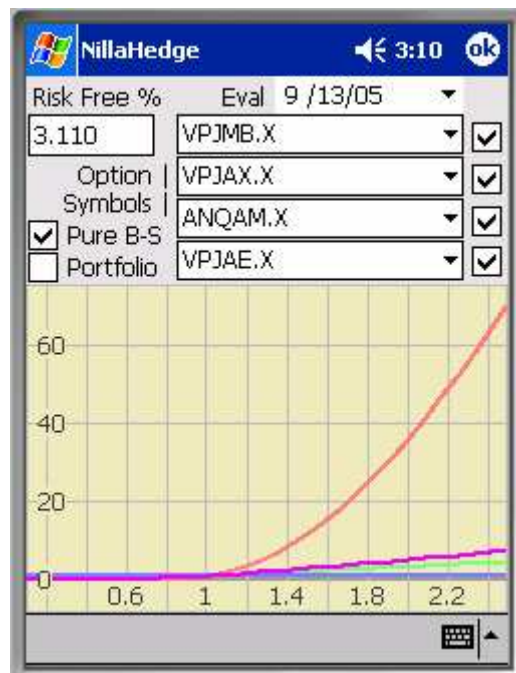 NillaHedge 3:10 ok
Risk Free % Eval 9 /13/05
3.110 VPJMB.X
Option | VPJAX.X
Symbols | ANQAM.X
Pure B-S
Portfolio VPJAE.X
60
40
20
0
0.6 1 1.4 1.8 2.2